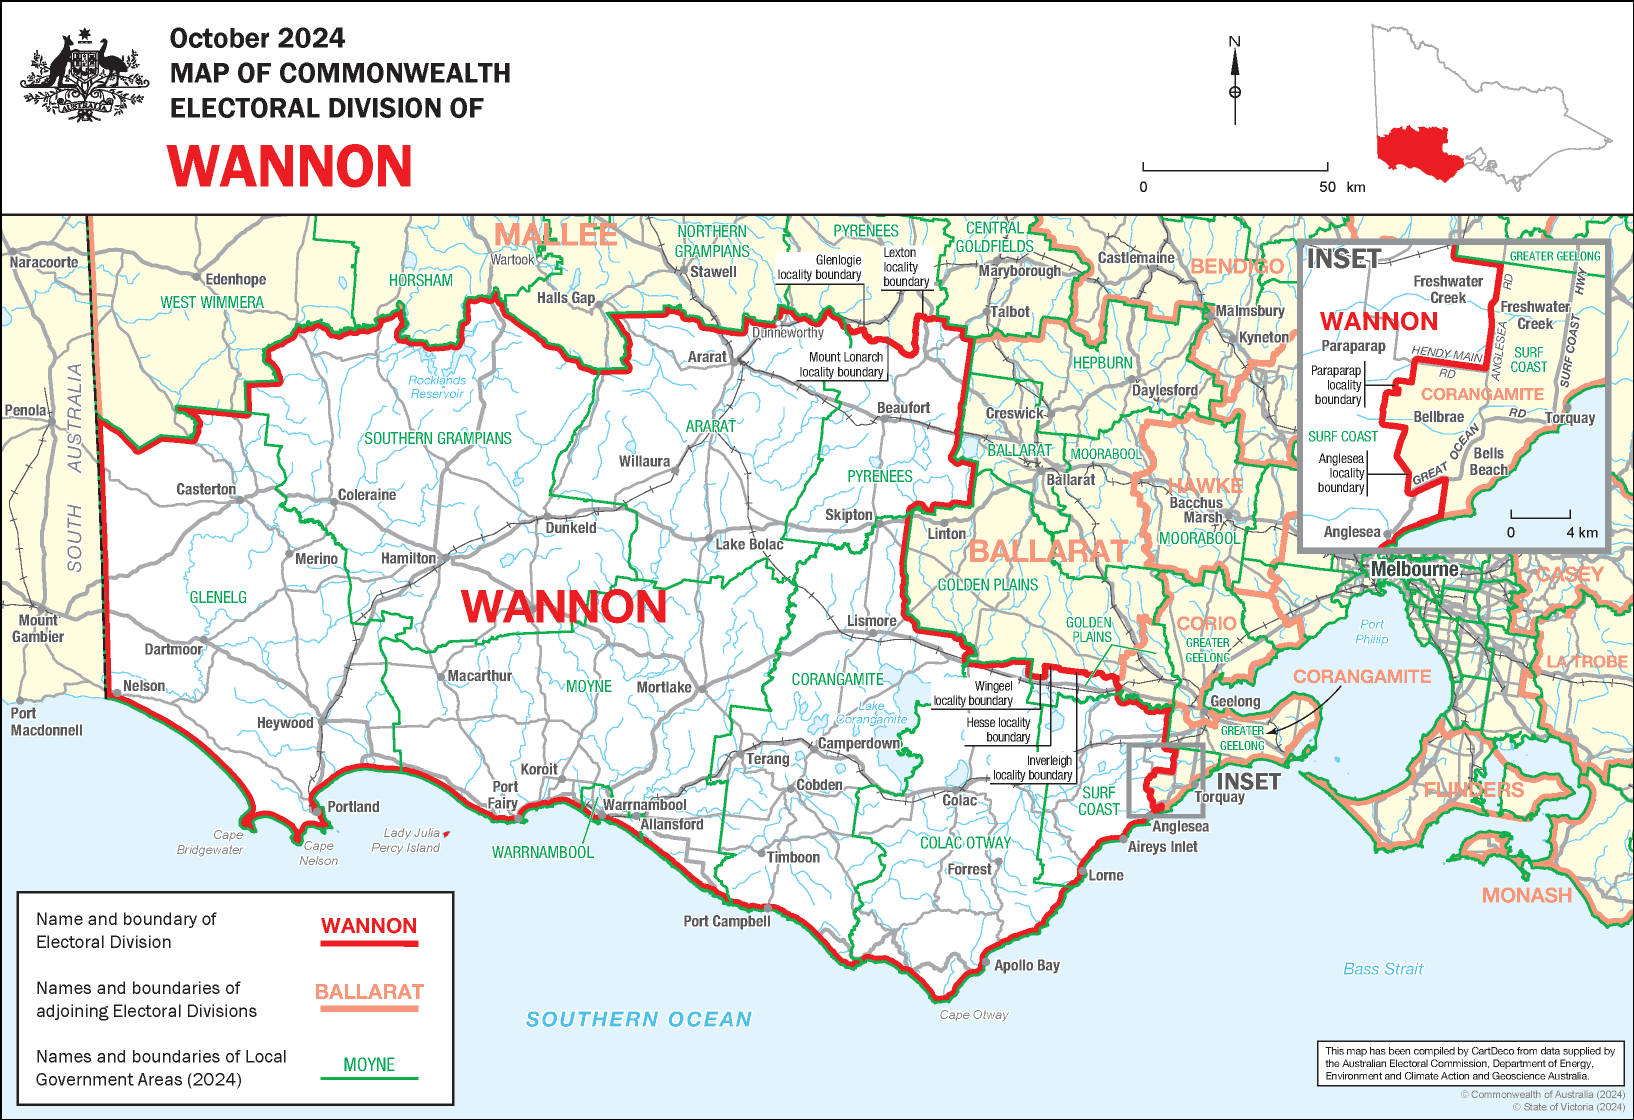 October 2024
MAP OF COMMONWEALTH
ELECTORAL DIVISION OF
WANNON
AUSTRALIA
N
0 50 km
MALLEE
NORTHERN
GRAMPIANS
PYRENEES
CENTRAL
GOLDFIELDS
Naracoorte
Edenhope
WEST WIMMERA
HORSHAM
Wartook
Halls Gap
Stawell
Glenlogie
locality boundary
Lexton
locality
boundary
Maryborough
Castlemaine
BENDIGO
Talbot
Malmsbury
Kyneton
Dunneworthy
Ararat
Mount Lonarch
locality boundary
HEPBURN
Daylesford
Rocklands
Reservoir
Penola
SOUTH AUSTRALIA
SOUTHERN GRAMPIANS
ARARAT
Beaufort
Creswick
BALLARAT
MOORABOOL
Willaura
PYRENEES
Ballarat
HAWKE
Bacchus
Marsh
MOORABOOL
Casterton
Coleraine
Dunkeld
Skipton
Linton
BALLARAT
Lake Bolac
Merino
Hamilton
GLENELG
WANNON
GOLDEN PLAINS
Mount
Gambier
Lismore
GOLDEN
PLAINS
CORIO
GREATER
GEELONG
Dartmoor
Nelson
Macarthur
MOYNE
Mortlake
CORANGAMITE
Wingeel
locality boundary
Hesse locality
boundary
Inverleigh
locality boundary
Lake
Corangamite
Port
Macdonnell
Heywood
Camperdown
Terang
Cobden
Koroit
Port
Fairy
Warrnambool
Allansford
Colac
SURF
COAST
Geelong
GREATER
GEELONG
CORANGAMITE
INSET
Torquay
Portland
Cape
Bridgewater
Cape
Nelson
Lady Julia
Percy Island
WARRNAMBOOL
Timboon
COLAC OTWAY
Forrest
Anglesea
Aireys Inlet
Lorne
Port Campbell
Apollo Bay
Cape Otway
SOUTHERN OCEAN
Bass Strait
Melbourne
Port
Phillip
CASEY
LA TROBE
FLINDERS
MONASH
INSET
GREATER GEELONG
Freshwater
Creek
RD
HWY
Freshwater
Creek
WANNON
Paraparap
HENDY MAIN
RD
ANGLESEA
SURF
COAST
SURF COAST
Paraparap
locality
boundary
CORANGAMITE
Bellbrae
RD
Torquay
SURF COAST
GREAT OCEAN
Bells
Beach
Anglesea
locality
boundary
Anglesea
0 4 km
Name and boundary of
Electoral Division
WANNON
Names and boundaries of
adjoining Electoral Divisions
BALLARAT
Names and boundaries of Local
Government Areas (2024)
MOYNE
This map has been compiled by CartDeco from data supplied by
the Australian Electoral Commission, Department of Energy,
Environment and Climate Action and Geoscience Australia.
© Commonwealth of Australia (2024)
© State of Victoria (2024)